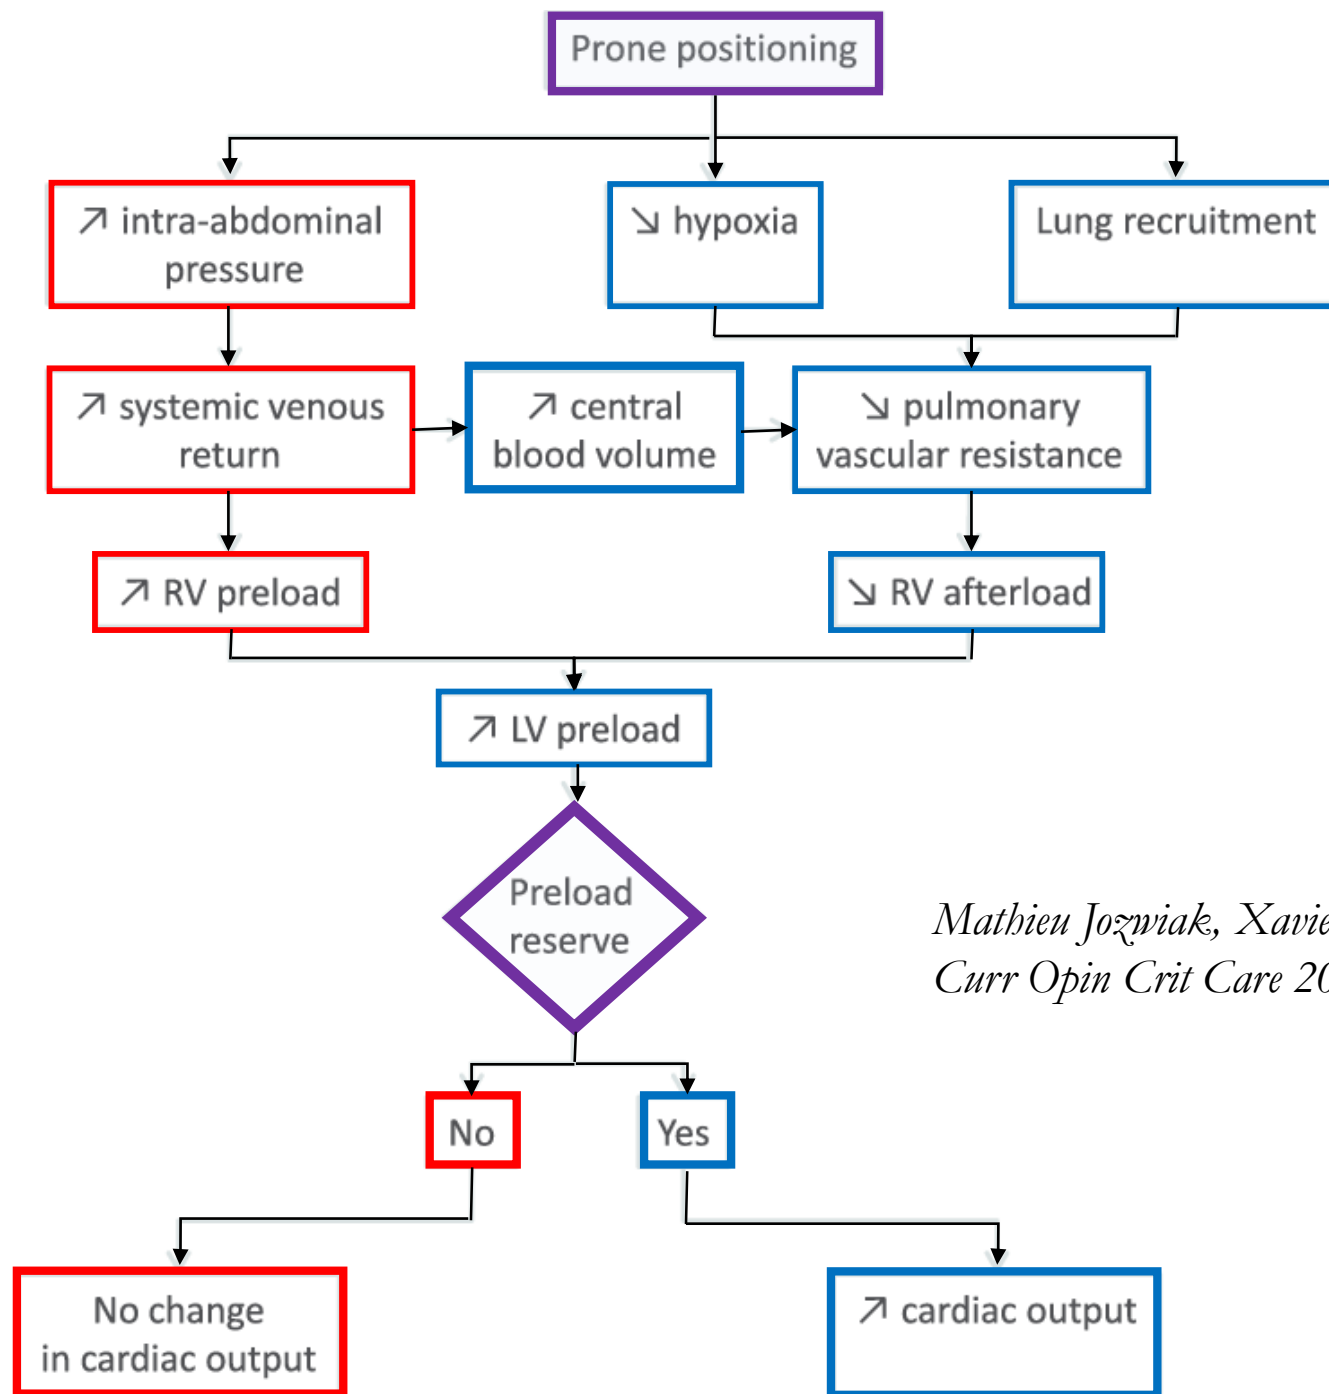 Prone positioning
↗ intra-abdominal
pressure
↘ hypoxia
Lung recruitment
↗ systemic venous
return
↗ central
blood volume
↘ pulmonary
vascular resistance
↗ RV preload
↘ RV afterload
↗ LV preload
Preload
reserve
Mathieu Jozwiak, Xavie
Curr Opin Crit Care 20
No
Yes
No change
in cardiac output
↗ cardiac output